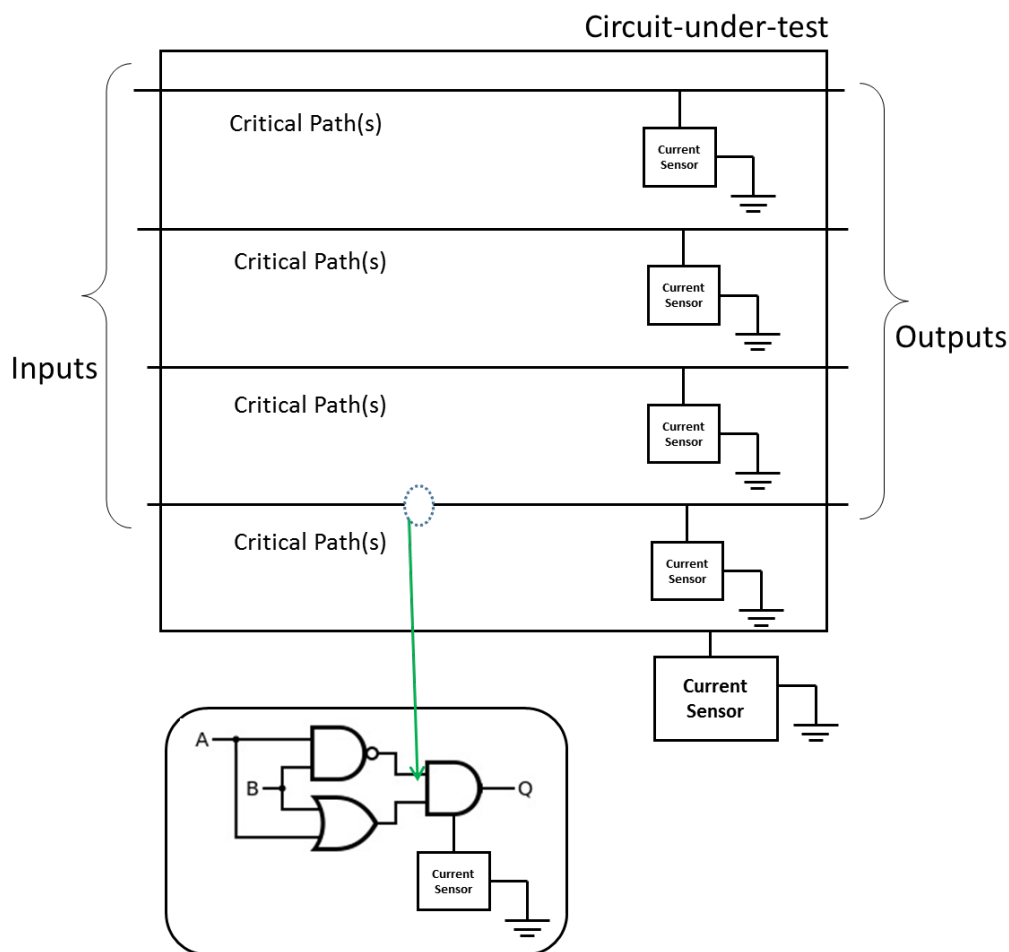 Circuit-under-test
Critical Path(s)
Current
Sensor
Critical Path(s)
Current
Sensor
Inputs
Outputs
Critical Path(s)
Current
Sensor
Critical Path(s)
Current
Sensor
Current
Sensor
A
B
Q
Current
Sensor